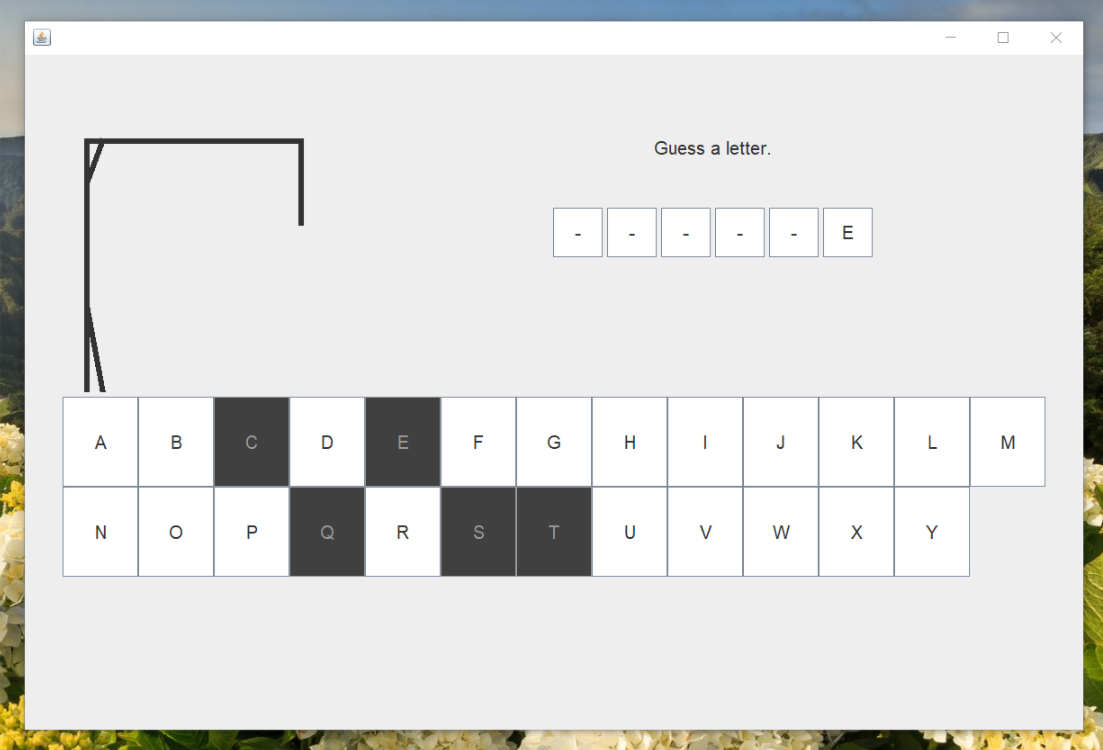 Guess a letter.
- - - - - E
A B C D E F G H I J K L M
N O P Q R S T U V W X Y